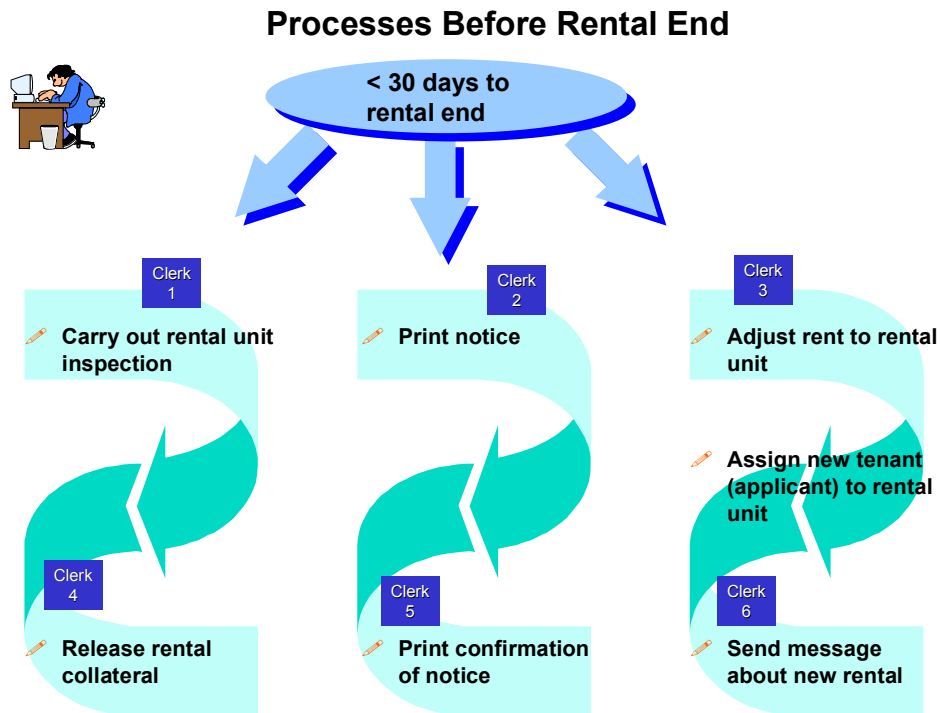 Processes Before Rental End
< 30 days to
rental end
Clerk
1
Carry out rental unit
inspection
Clerk
4
Release rental
collateral
Clerk
2
Print notice
Clerk
5
Print confirmation
of notice
Clerk
3
Adjust rent to rental
unit
Assign new tenant
(applicant) to rental
unit
Clerk
6
Send message
about new rental